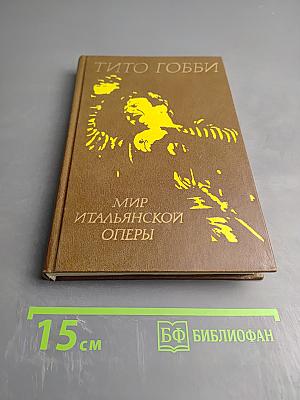 ТИТО ГОББИ
МИР
ИТАЛЬЯНСКОЙ
ОПЕРЫ
15 см
БФ БИБЛИОФАН